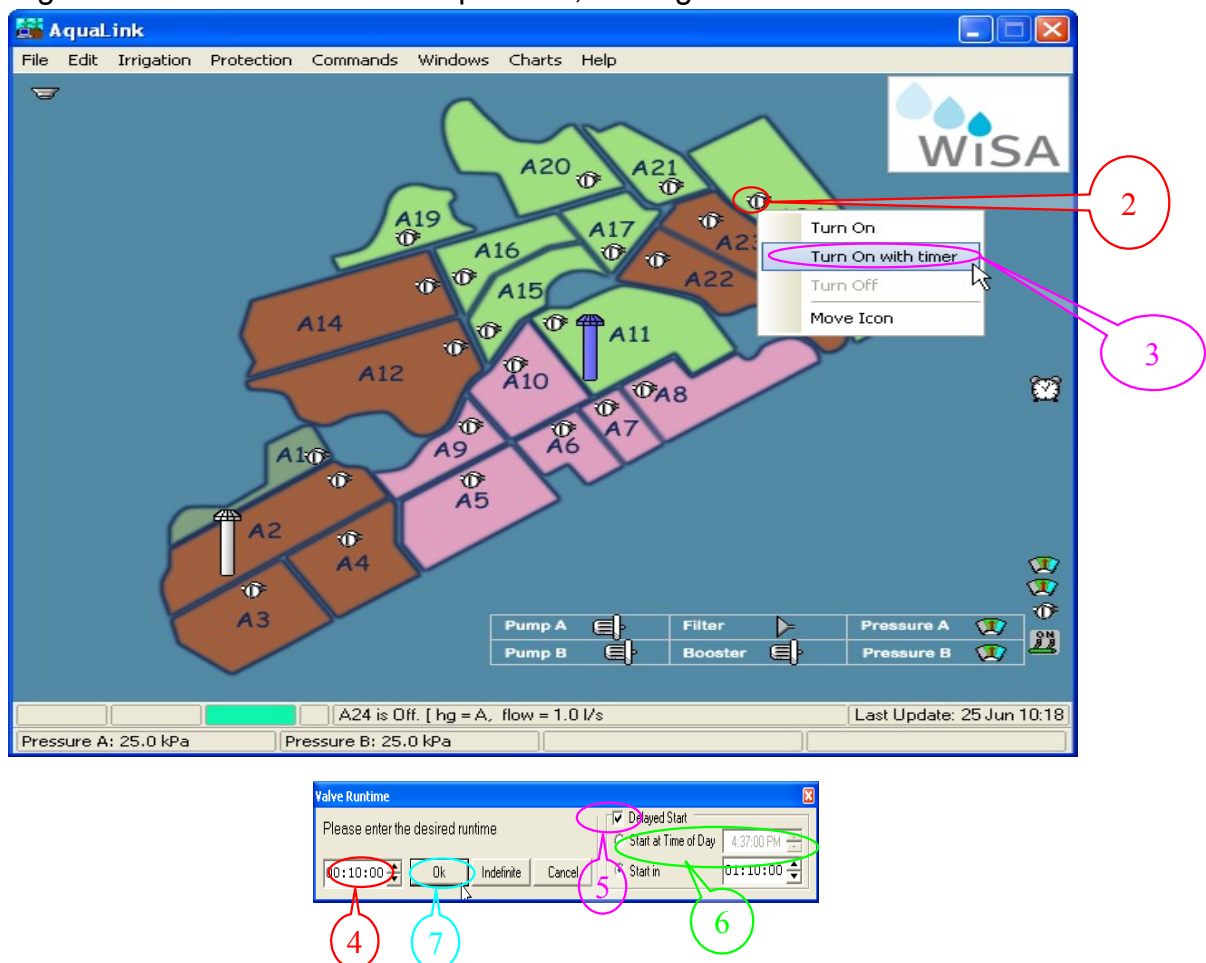 AquaLink
File Edit Irrigation Protection Commands Windows Charts Help
WiSA
A20
A21
2
A19
A17
Turn On
A16
A23
Turn On with timer
A15
A22
Turn Off
A14
A11
Move Icon
3
A12
A10
A8
A9
A6
A7
A1
A5
A2
A4
A3
Pump A Filter Pressure A
ON
Pump B Booster Pressure B
A24 is Off. [ hg = A, flow = 1.0 l/s Last Update: 25 Jun 10:18
Pressure A: 25.0 kPa Pressure B: 25.0 kPa
Valve Runtime
Please enter the desired runtime
Delayed Start
Start at Time of Day 4:37:00 PM
00:10:00 Ok Indefinite Cancel Start in 01:10:00
5
6
4
7